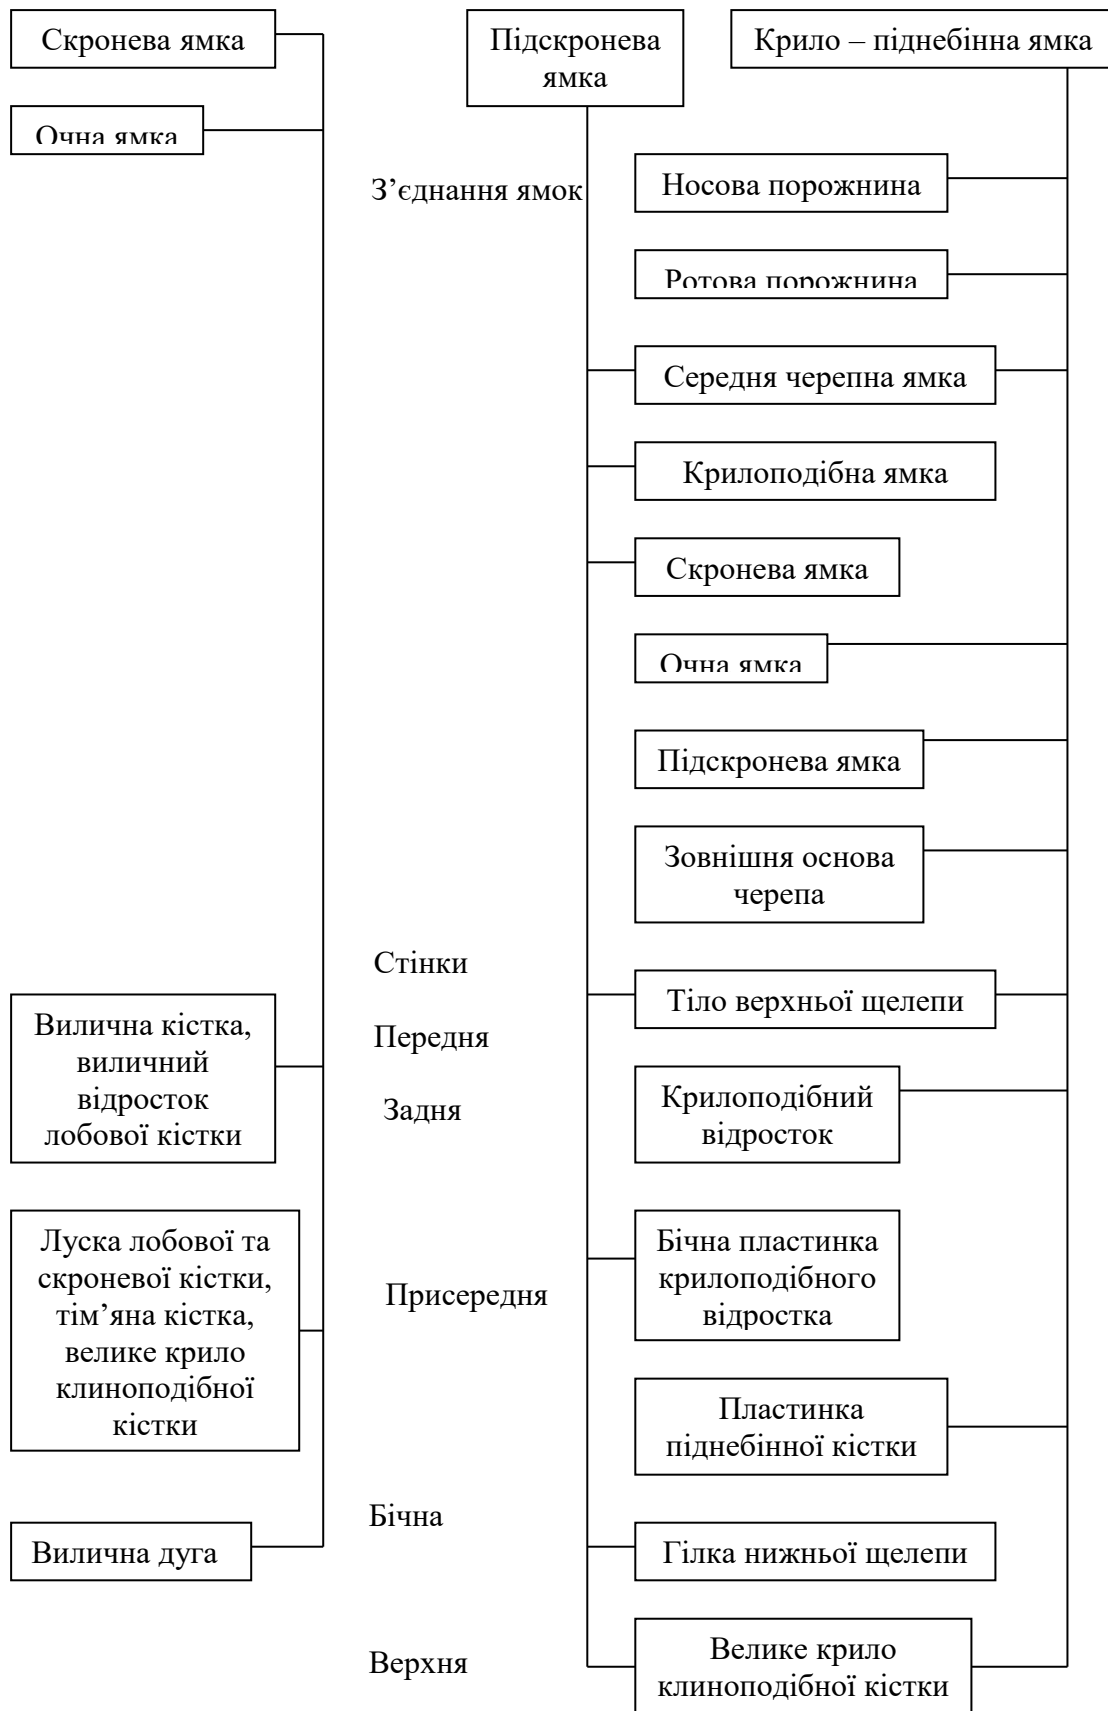 Скронева ямка
Підскронева
ямка
Крило – піднебінна ямка
Очна ямка
З’єднання ямок
Носова порожнина
Ротова порожнина
Середня черепна ямка
Крилоподібна ямка
Скронева ямка
Очна ямка
Підскронева ямка
Зовнішня основа
черепа
Стінки
Тіло верхньої щелепи
Вилична кістка,
виличний
відросток
лобової кістки
Передня
Задня
Крилоподібний
відросток
Луска лобової та
скроневої кістки,
тім’яна кістка,
велике крило
клиноподібної
кістки
Присередня
Бічна пластинка
крилоподібного
відростка
Пластинка
піднебінної кістки
Бічна
Вилична дуга
Гілка нижньої щелепи
Верхня
Велике крило
клиноподібної кістки